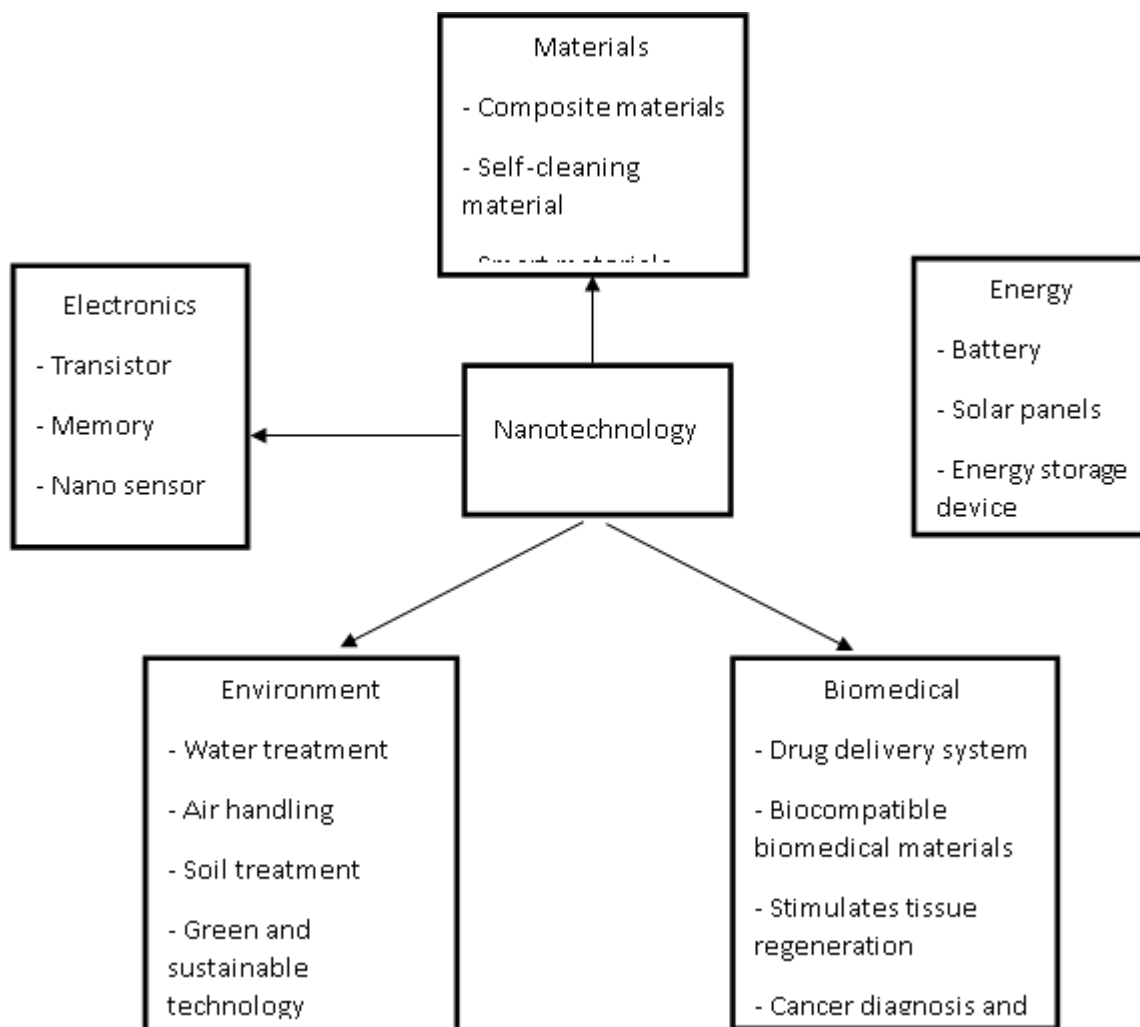 Materials
- Composite materials
- Self-cleaning
material
Smart materials
Electronics
- Transistor
- Memory
- Nano sensor
Nanotechnology
Energy
- Battery
- Solar panels
- Energy storage
device
Environment
- Water treatment
- Air handling
- Soil treatment
- Green and
sustainable
technology
Biomedical
- Drug delivery system
- Biocompatible
biomedical materials
- Stimulates tissue
regeneration
- Cancer diagnosis and